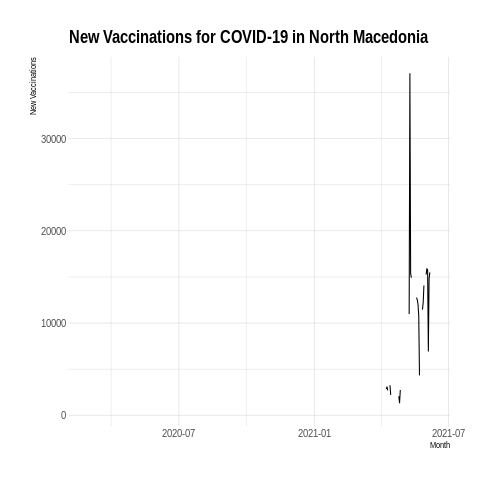 New Vaccinations for COVID-19 in North Macedonia
New Vaccinations
30000
20000
10000
0
2020-07
2021-01
2021-07
Month